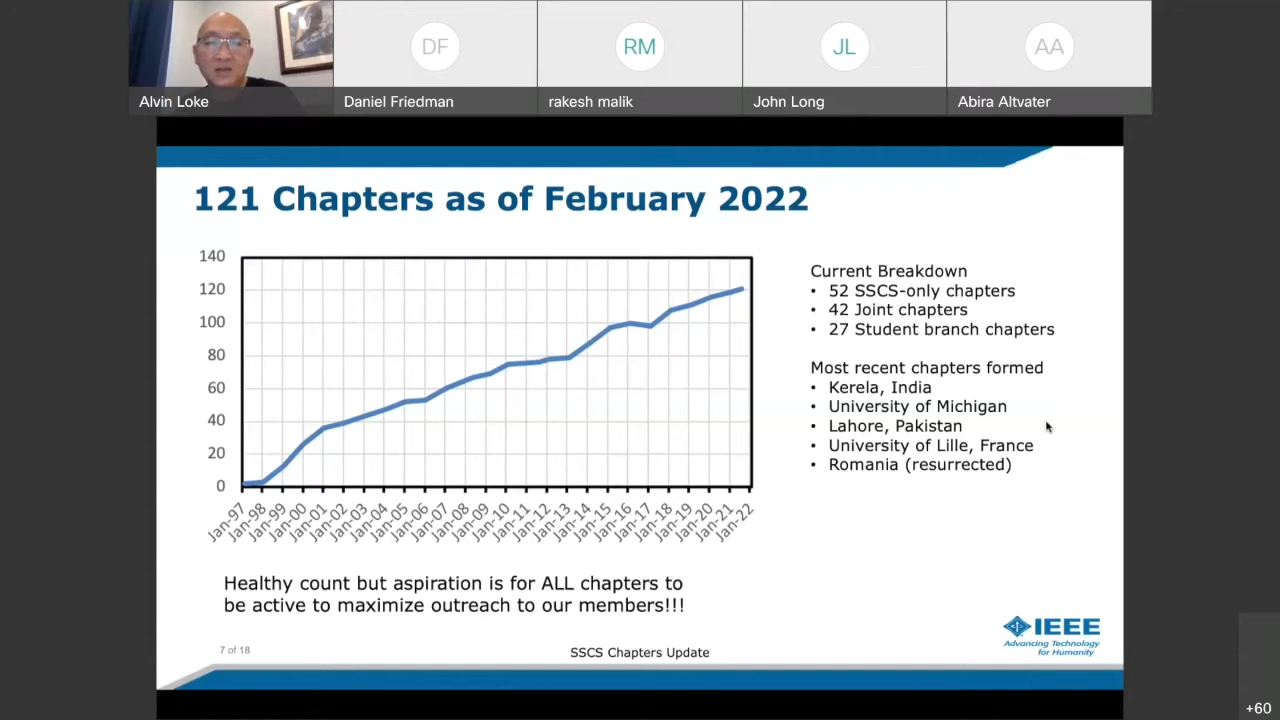 Alvin Loke
DF
Daniel Friedman
RM
rakesh malik
JL
John Long
AA
Abira Altvater
121 Chapters as of February 2022
140
120
100
80
60
40
20
0
Jan-97
Jan-98
Jan-99
Jan-00
Jan-01
Jan-02
Jan-03
Jan-04
Jan-05
Jan-06
Jan-07
Jan-08
Jan-09
Jan-10
Jan-11
Jan-12
Jan-13
Jan-14
Jan-15
Jan-16
Jan-17
Jan-18
Jan-19
Jan-20
Jan-21
Jan-22
Current Breakdown
• 52 SSCS-only chapters
• 42 Joint chapters
• 27 Student branch chapters
Most recent chapters formed
• Kerela, India
• University of Michigan
• Lahore, Pakistan
• University of Lille, France
• Romania (resurrected)
Healthy count but aspiration is for ALL chapters to
be active to maximize outreach to our members!!!
7 of 18
SSCS Chapters Update
IEEE
Advancing Technology
for Humanity
+60